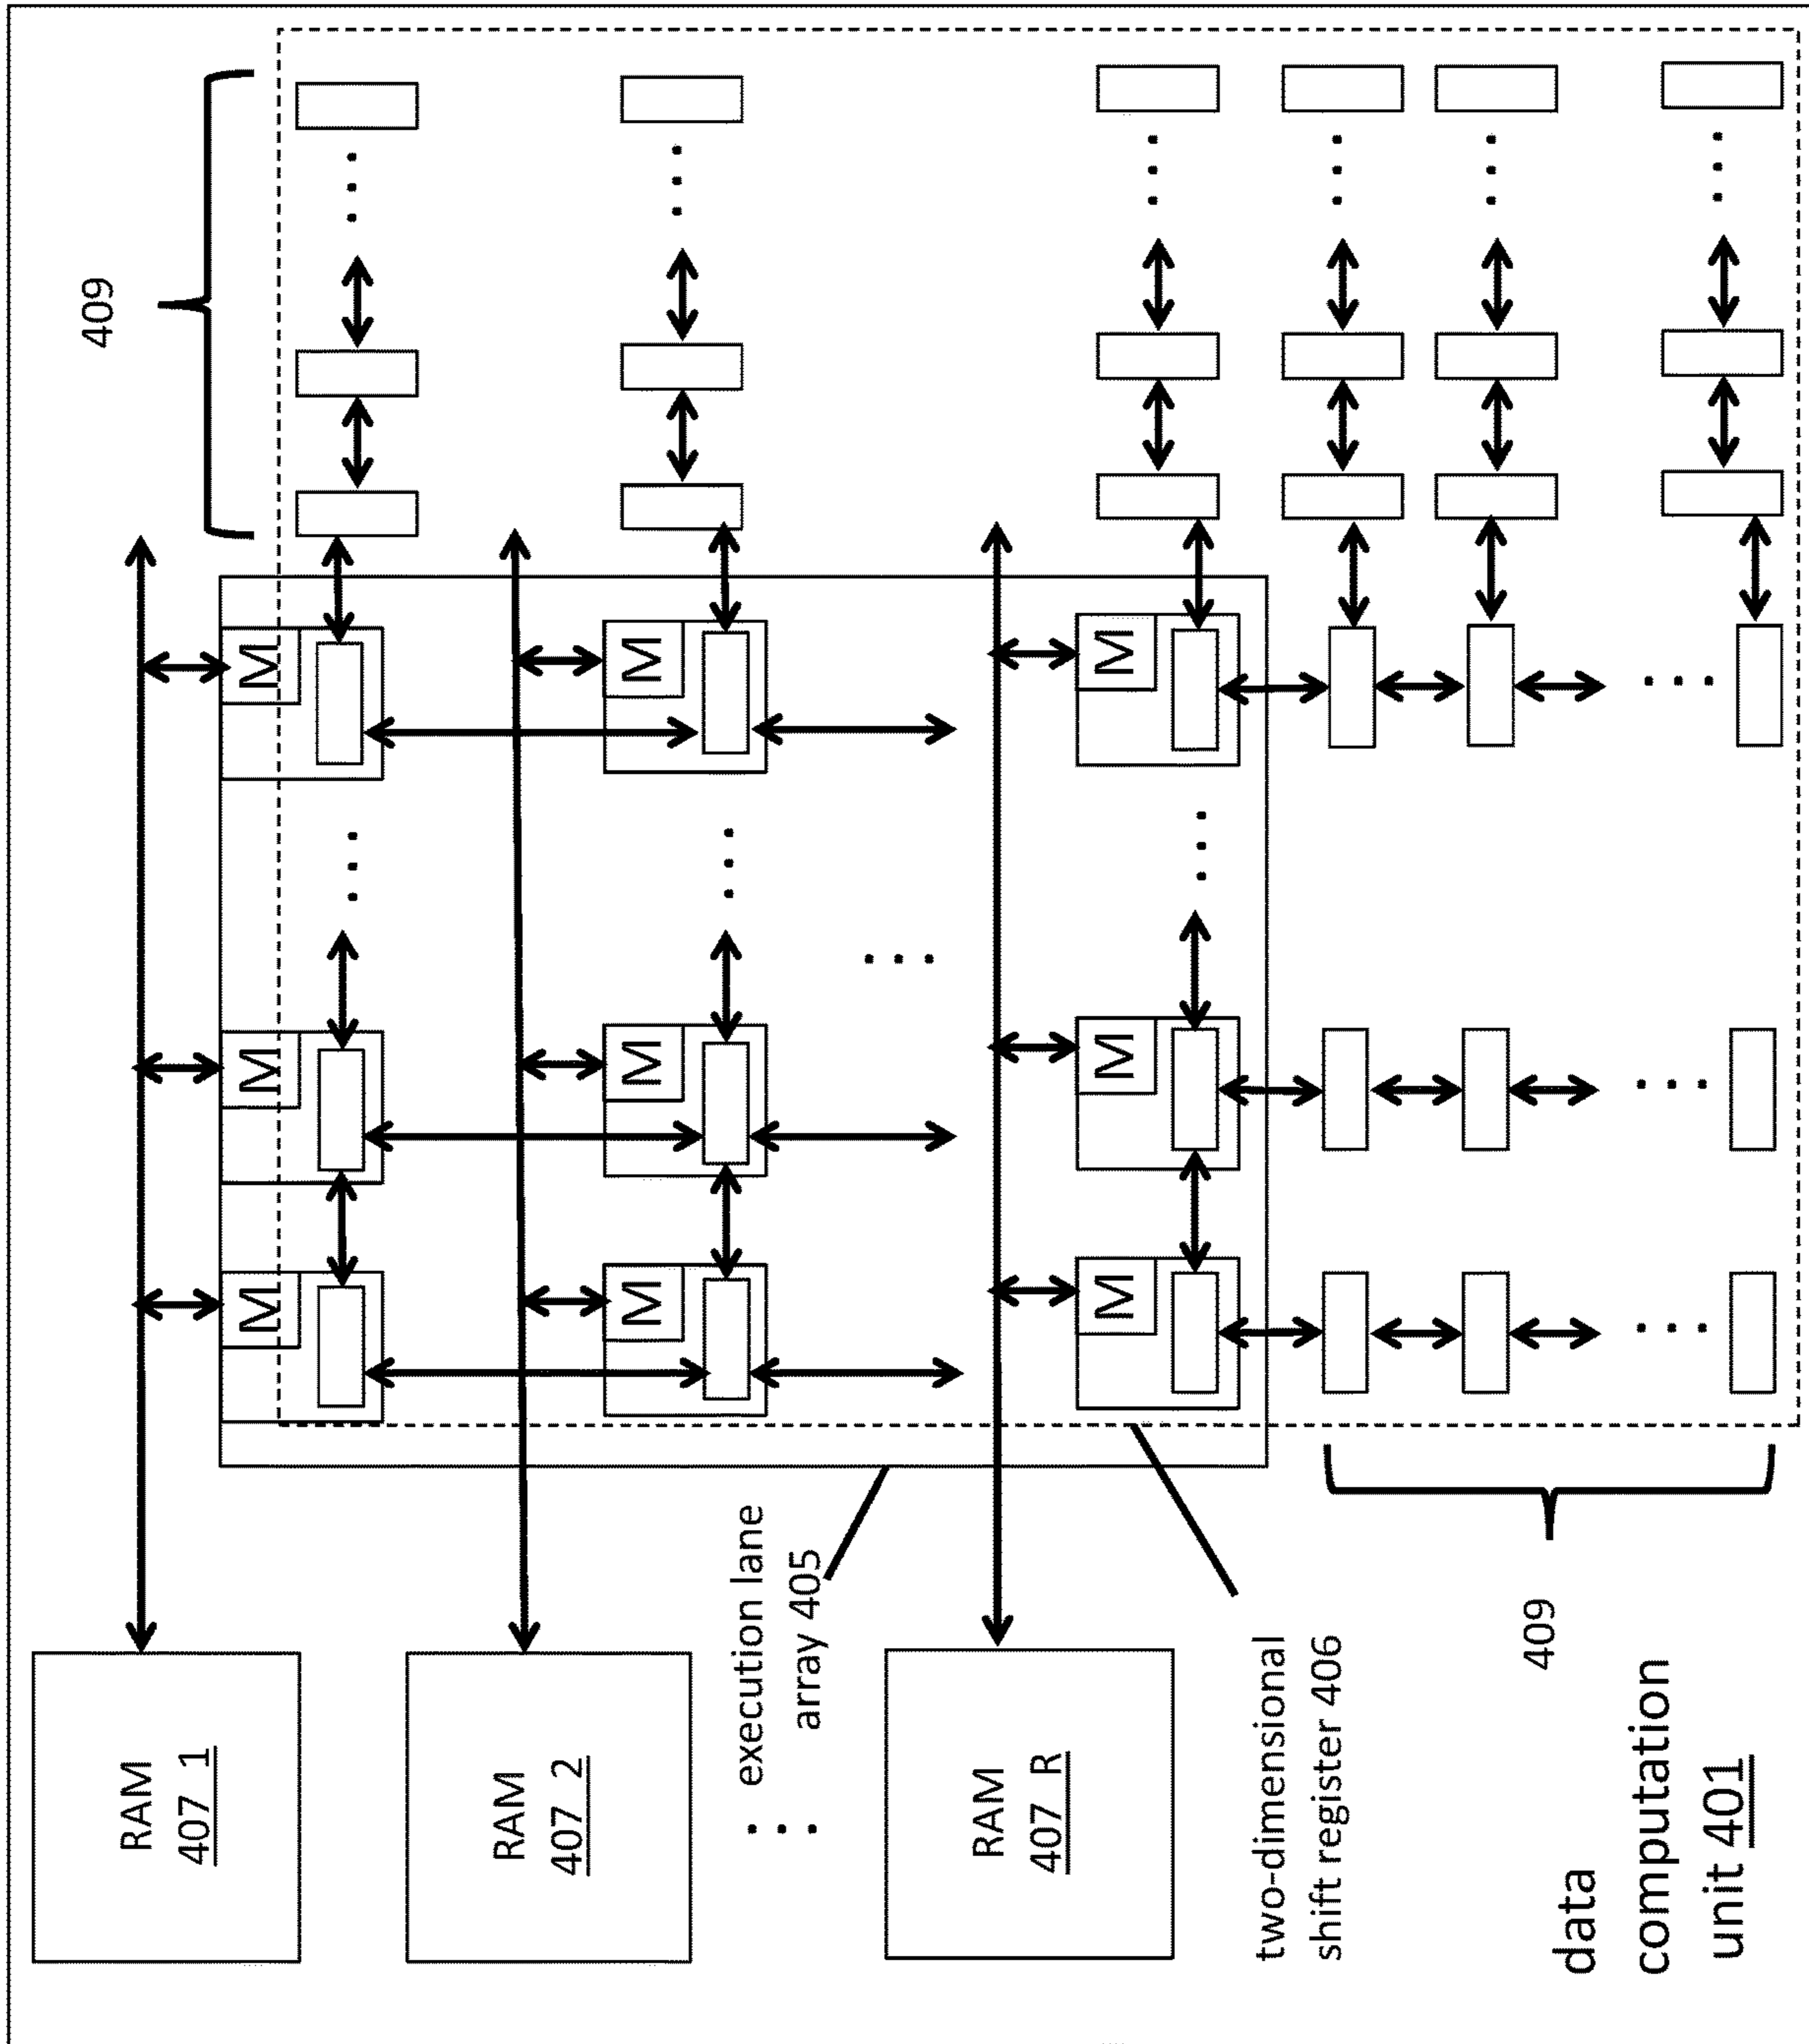 409
RAM
407_1
M M M
RAM
407_2
M M M
execution lane
array 405
RAM
407_R
M M M
two-dimensional
shift register 406
409
data
computation
unit 401